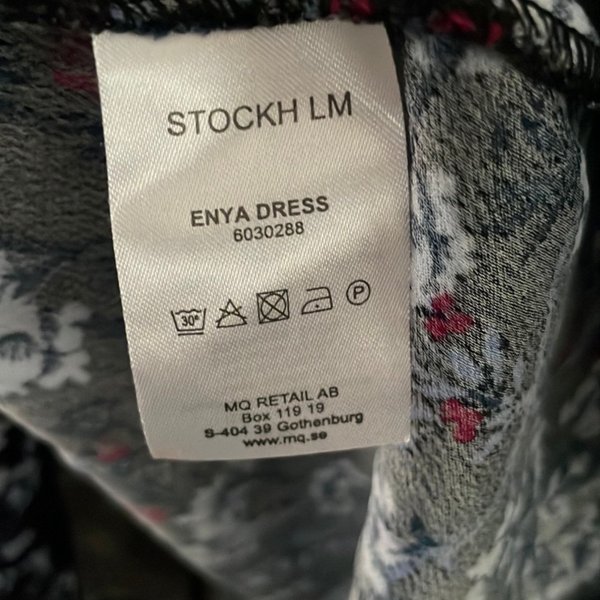 STOCKH LM
ENYA DRESS
6030288
30°
P
MQ RETAIL AB
Box 119 19
S-404 39 Gothenburg
www.mq.se